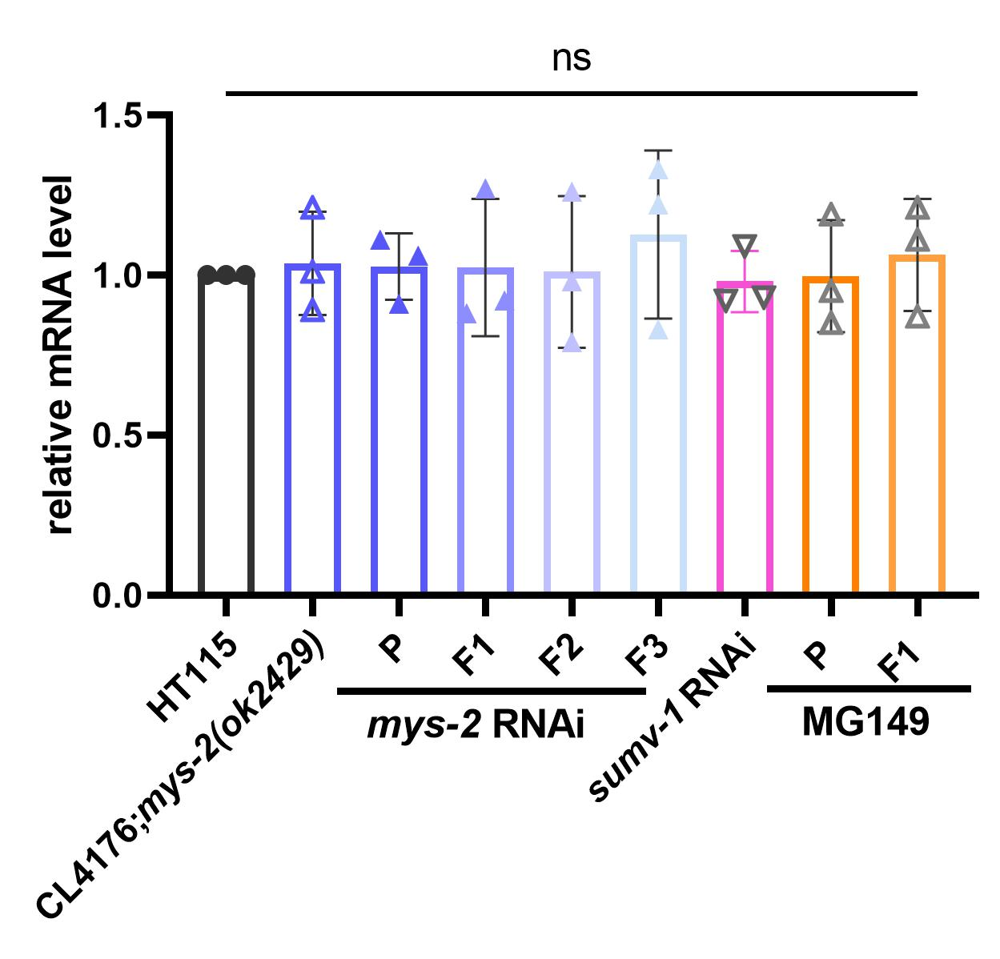 ns
relative mRNA level
1.5
1.0
0.5
0.0
HT115
CL4176;mys-2(ok2429)
P
F1
F2
F3
mys-2 RNAi
sumv-1 RNAi
P
F1
MG149